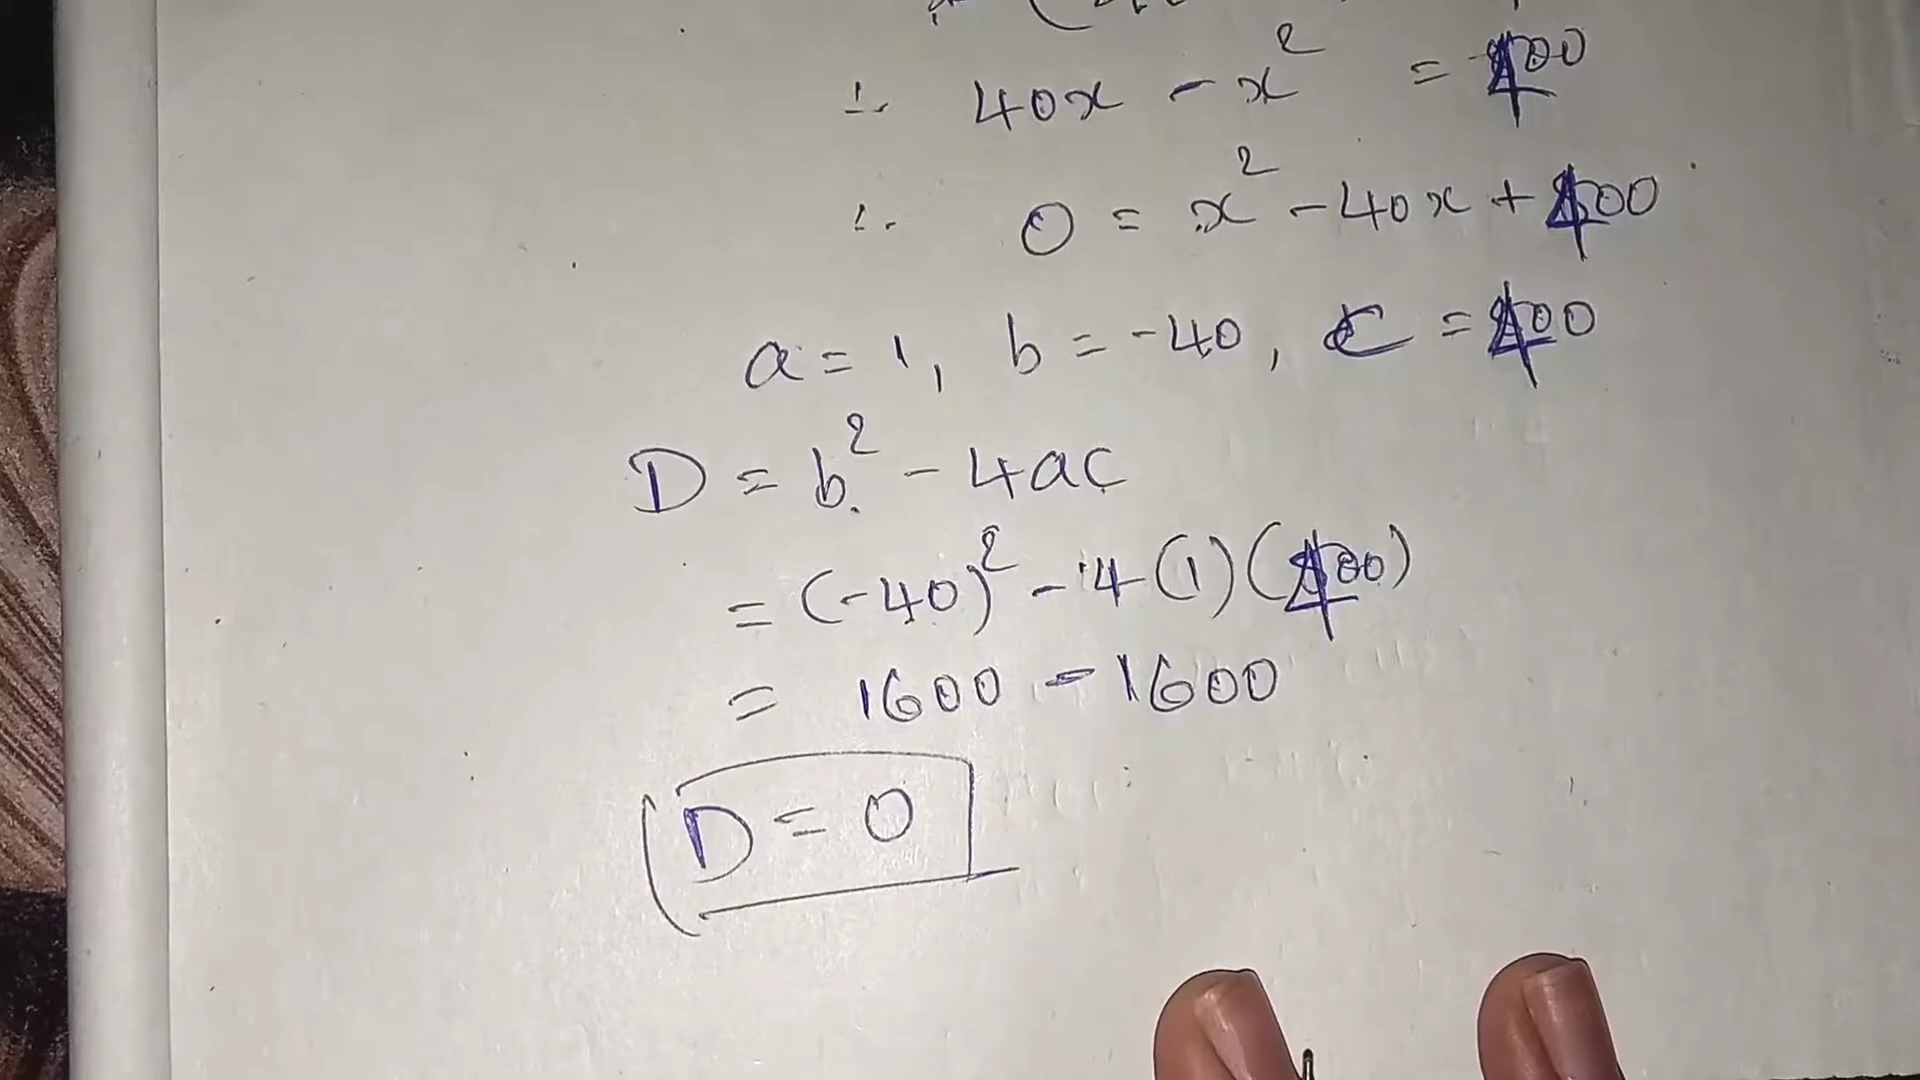 ∴ 40x - x² = 400
∴ 0 = x² - 40x + 400
a = 1, b = -40, c = 400
D = b² - 4ac
= (-40)² - 4(1)(400)
= 1600 - 1600
D = 0